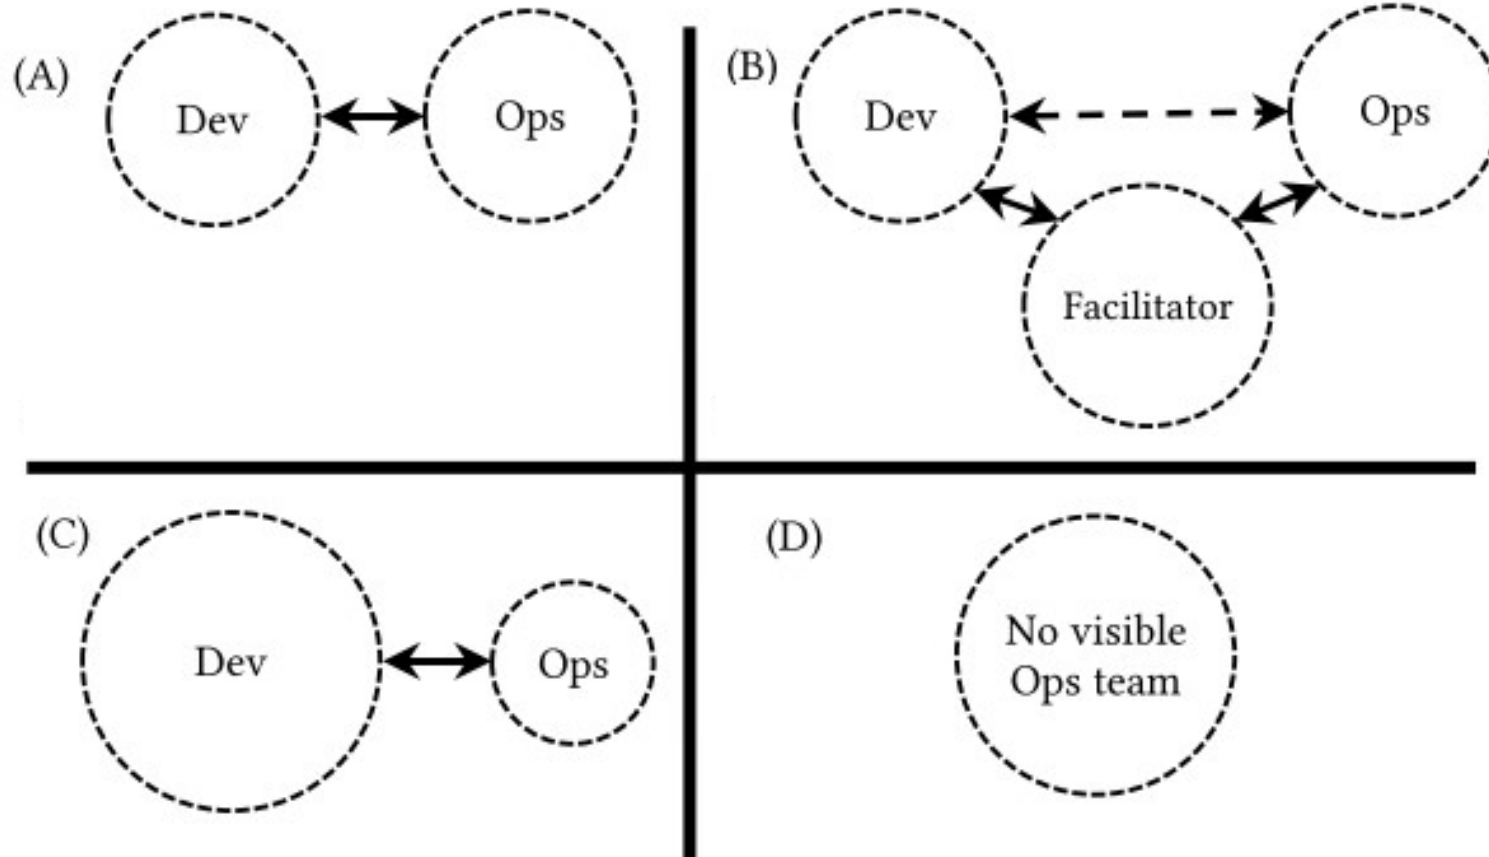 (A)
Dev
Ops
(B)
Dev
Ops
Facilitator
(C)
Dev
Ops
(D)
No visible
Ops team